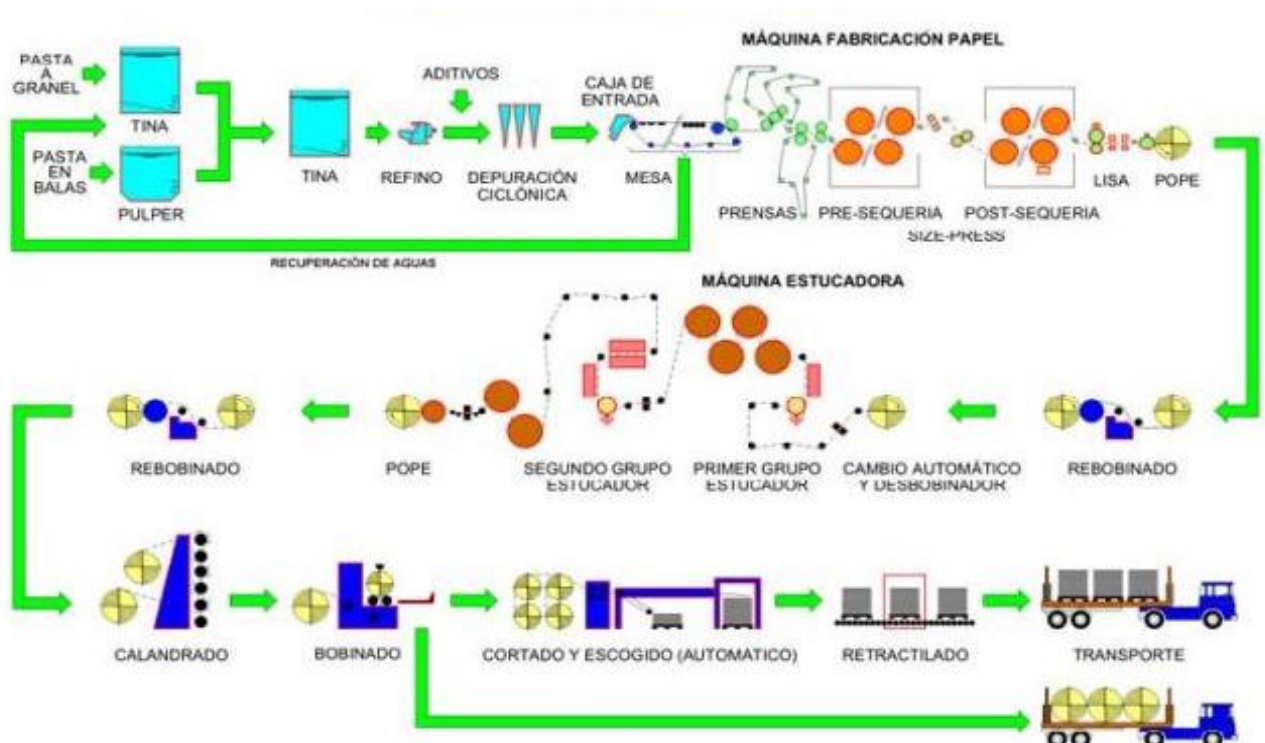 MÁQUINA FABRICACIÓN PAPEL
PASTA
A
GRANEL
TINA
PASTA
EN
BALAS
PULPER
TINA
REFINO
ADITIVOS
DEPURACIÓN
CICLÓNICA
CAJA DE
ENTRADA
MESA
PRENSAS
PRE-SEQUERIA
POST-SEQUERIA
SIZE-PRESS
LISA
POPE
RECUPERACIÓN DE AGUAS
MÁQUINA ESTUCADORA
REBOBINADO
POPE
SEGUNDO GRUPO
ESTUCADOR
PRIMER GRUPO
ESTUCADOR
CAMBIO AUTOMÁTICO
Y DESBOBINADOR
REBOBINADO
CALANDRADO
BOBINADO
CORTADO Y ESCOGIDO (AUTOMÁTICO)
RETRACTILADO
TRANSPORTE